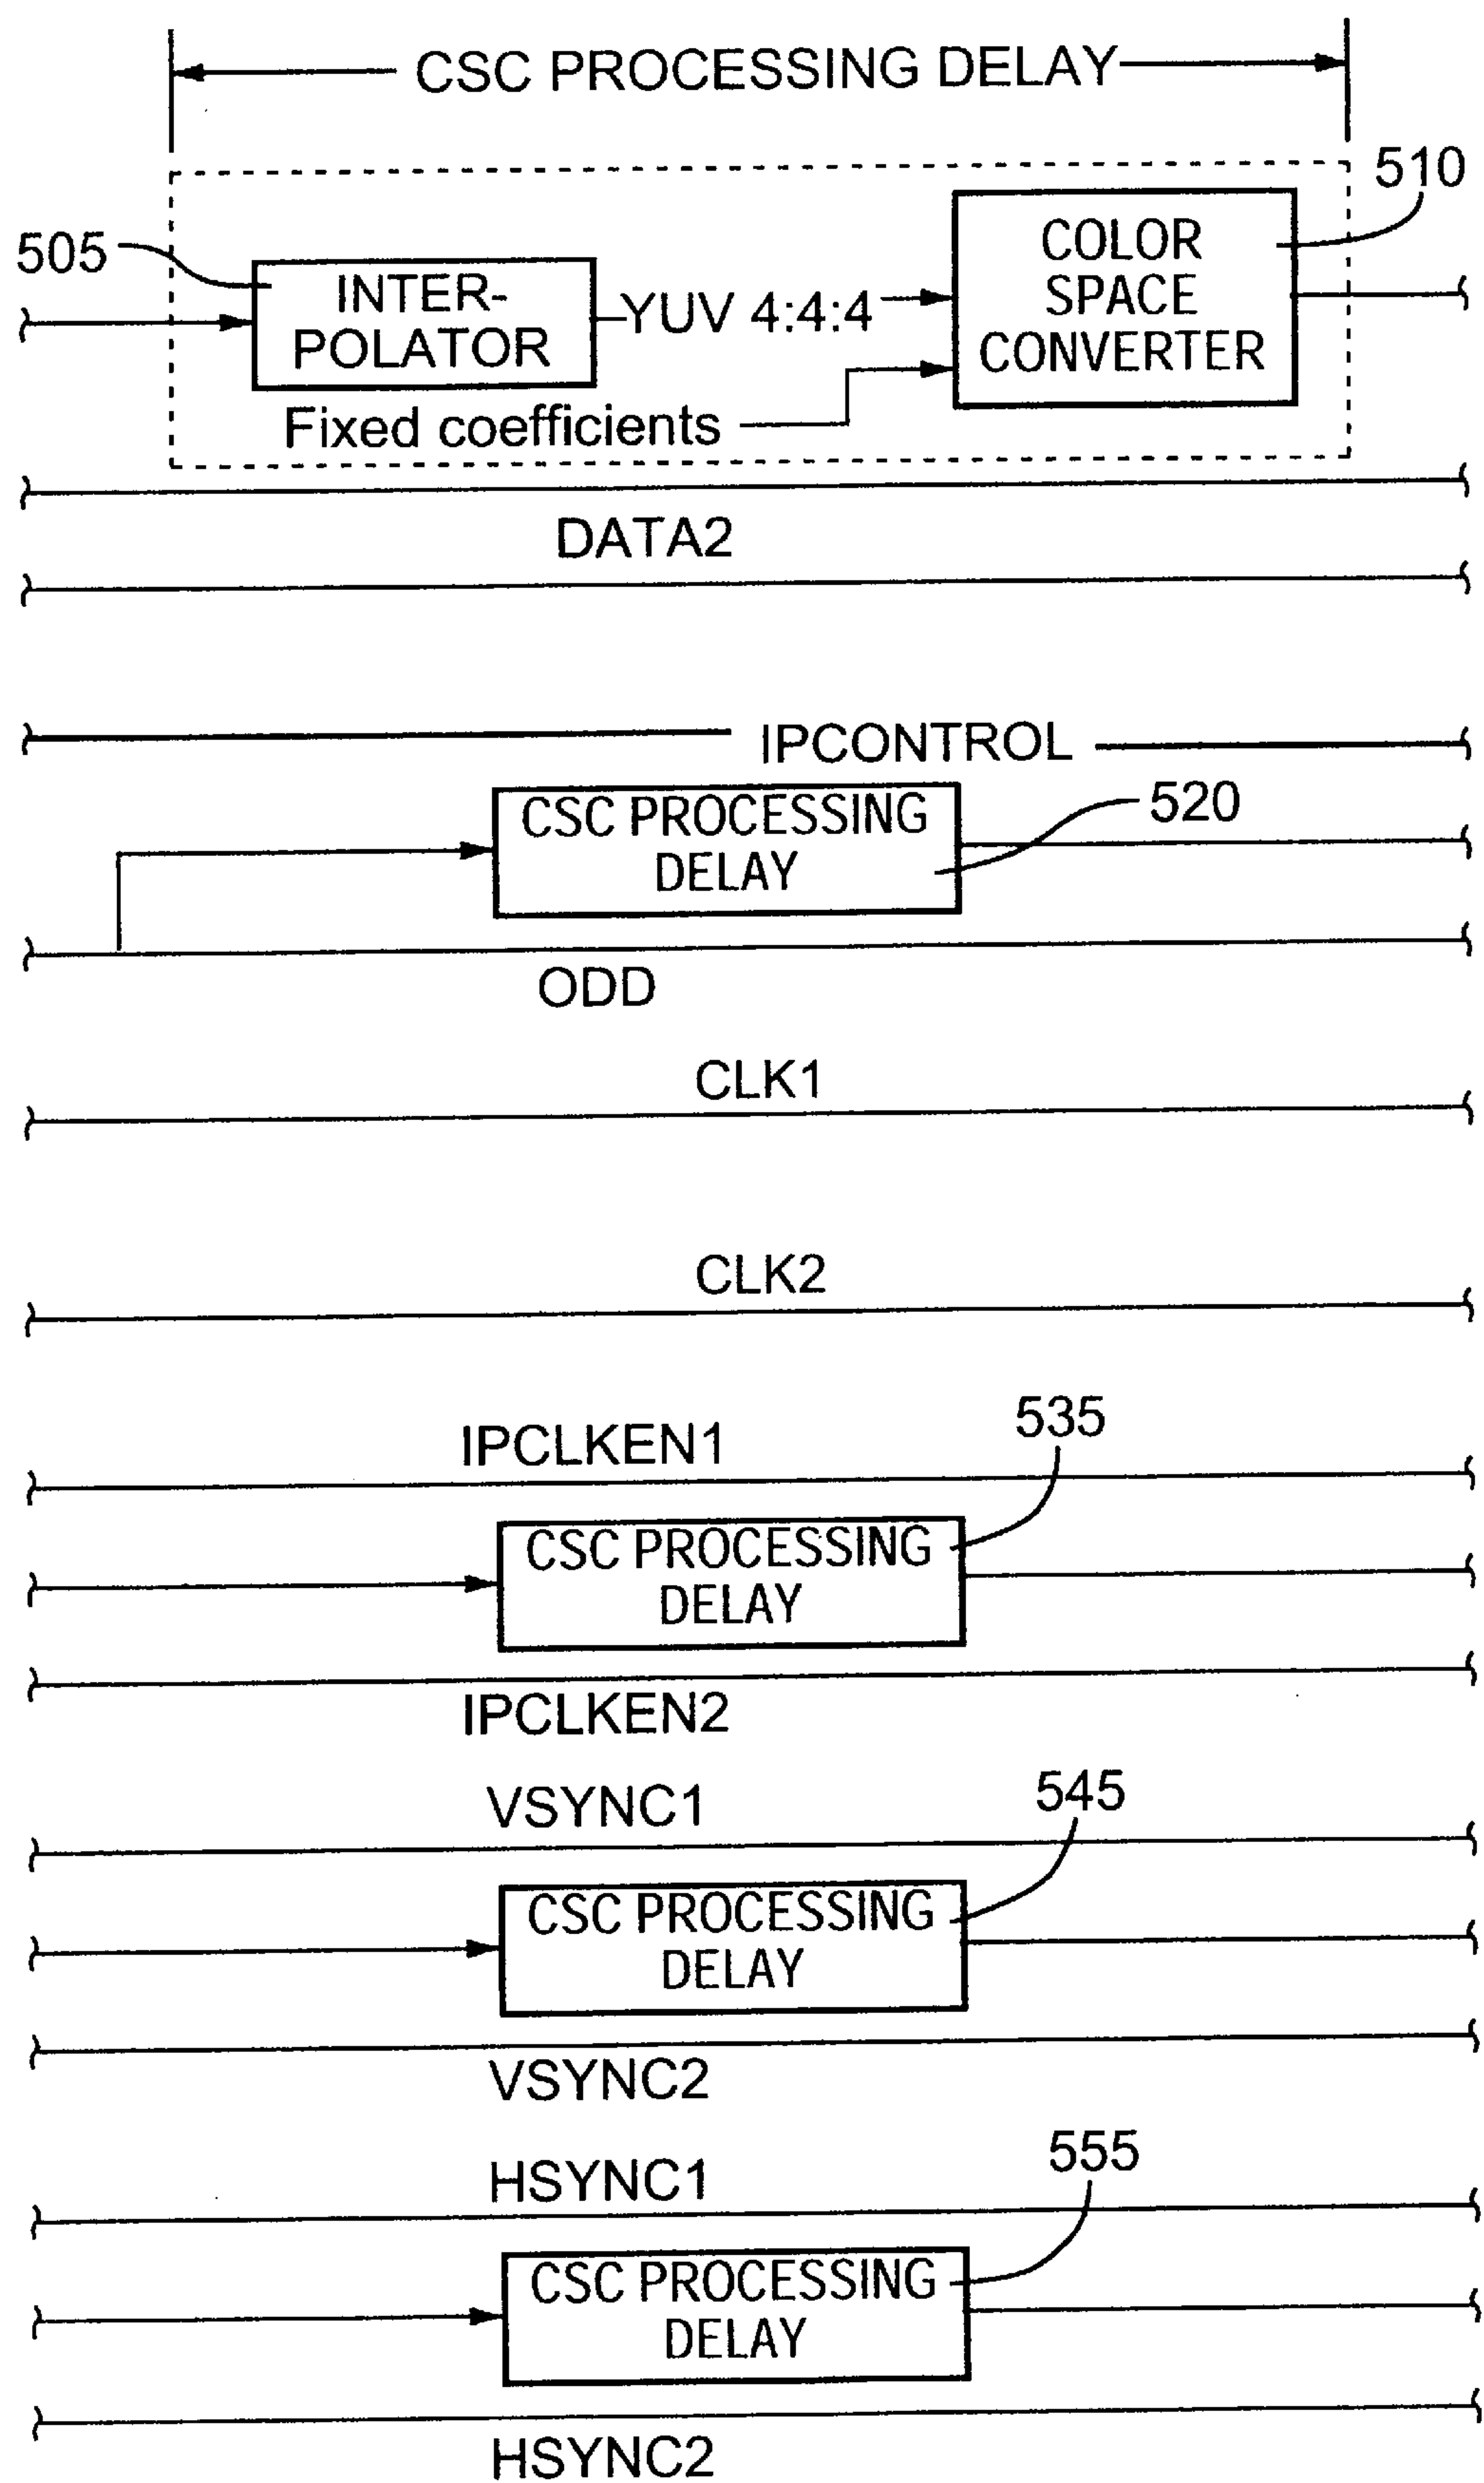 CSC PROCESSING DELAY
510
505
COLOR
SPACE
CONVERTER
INTER-
POLATOR
YUV 4:4:4
Fixed coefficients
DATA2
IPCONTROL
CSC PROCESSING
DELAY
520
ODD
CLK1
CLK2
IPCLKEN1
535
CSC PROCESSING
DELAY
IPCLKEN2
VSYNC1
545
CSC PROCESSING
DELAY
VSYNC2
HSYNC1
555
CSC PROCESSING
DELAY
HSYNC2